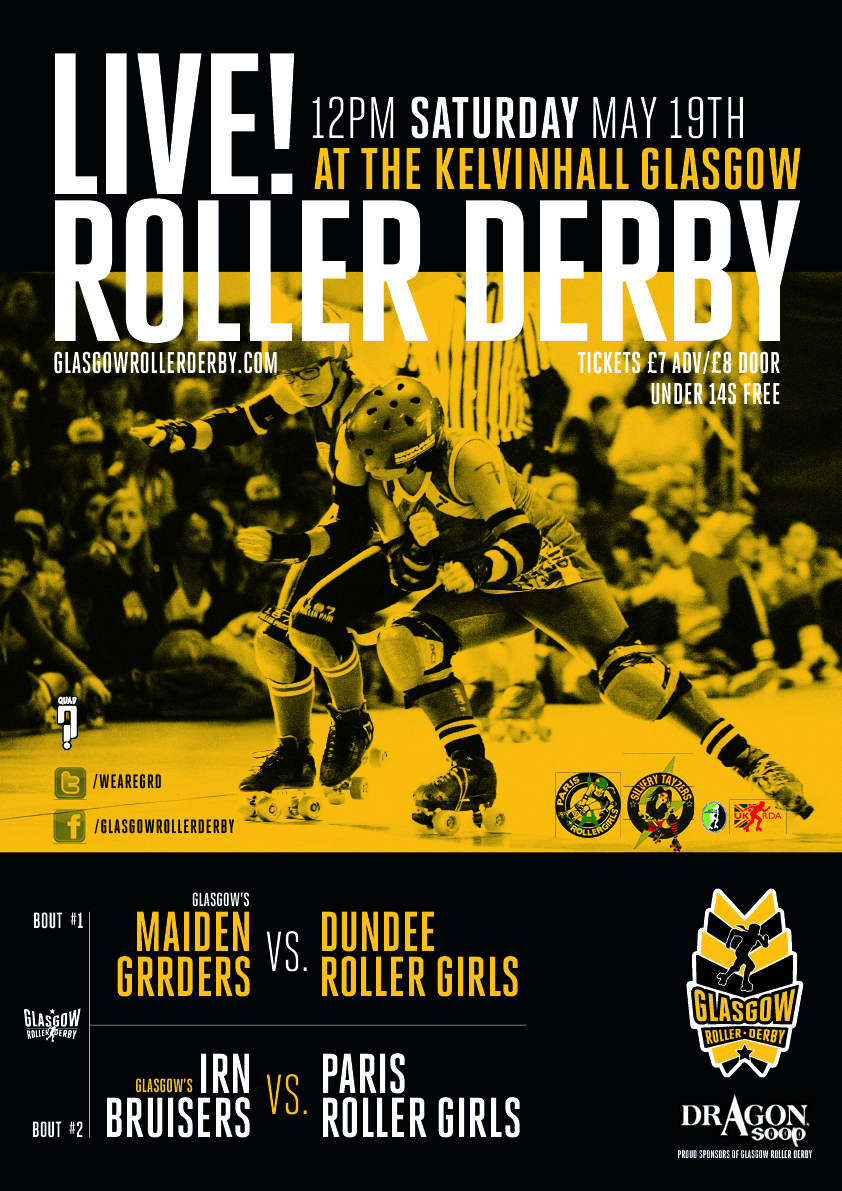 LIVE!
12PM SATURDAY MAY 19TH
AT THE KELVINHALL GLASGOW
ROLLER DERBY
GLASGOWROLLERDERBY.COM
TICKETS £7 ADV/£8 DOOR
UNDER 14S FREE
QUAD
/WEAREGRD
/GLASGOWROLLERDERBY
PARIS
ROLLERGIRLS
SILVERY TAYZERS
UK RDA
BOUT #1
GLASGOW'S
MAIDEN
GRRDERS
VS.
DUNDEE
ROLLER GIRLS
GLASGOW
ROLLER DERBY
BOUT #2
GLASGOW'S IRN
BRUISERS
VS.
PARIS
ROLLER GIRLS
GLASGOW
ROLLER · DERBY
DRAGON
SOOP
PROUD SPONSORS OF GLASGOW ROLLER DERBY